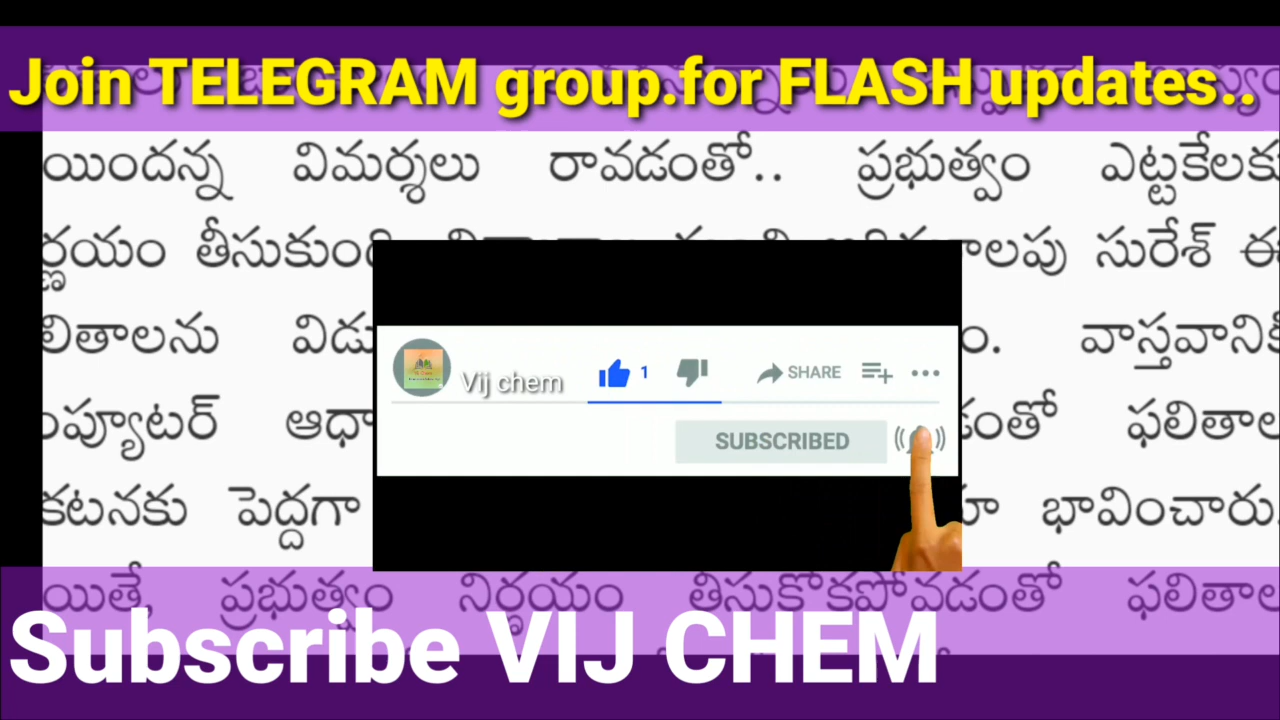 Join TELEGRAM group.for FLASH updates..
యిందన్న విమర్శలు రావడంతో.. ప్రభుత్వం ఎట్టకేలకు
ర్ణయం తీసుకుంది సురేశ్ ఈ
లితాలను విడు ం. వాస్తవానికి
ంప్యూటర్ ఆధా డంతో ఫలితాల
కటనకు పెద్దగా భావించారు.
Vij chem 1 SHARE
SUBSCRIBED
యితే, ప్రభుత్వం నిర్ణయం తీసుకోకపోవడంతో ఫలితాల
Subscribe VIJ CHEM